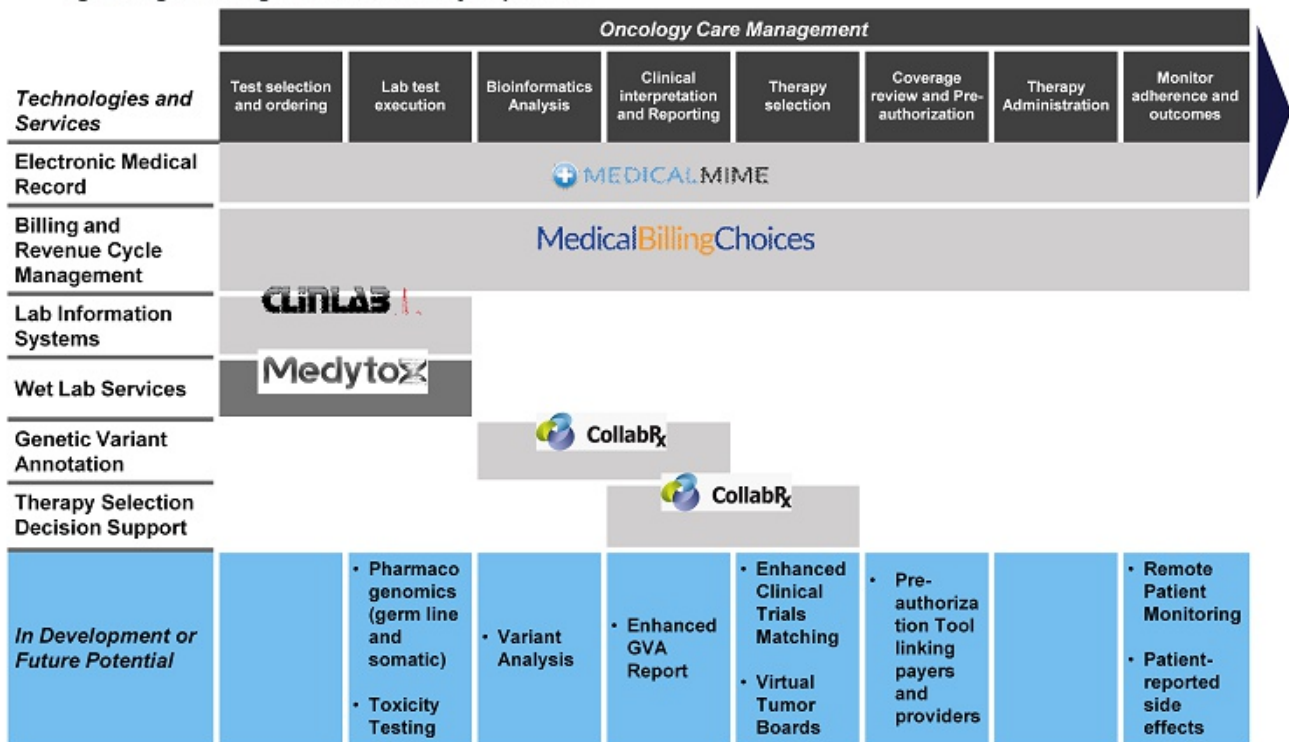 Oncology Care Management
Technologies and
Services
Test selection
and ordering
Lab test
execution
Bioinformatics
Analysis
Clinical
interpretation
and Reporting
Therapy
selection
Coverage
review and Pre-
authorization
Therapy
Administration
Monitor
adherence and
outcomes
Electronic Medical
Record
MEDICALMIME
Billing and
Revenue Cycle
Management
MedicalBillingChoices
Lab Information
Systems
CLINLAB
Wet Lab Services
Medytox
Genetic Variant
Annotation
CollabRx
Therapy Selection
Decision Support
CollabRx
In Development or
Future Potential
• Pharmaco
genomics
(germ line
and
somatic)
• Toxicity
Testing
• Variant
Analysis
• Enhanced
GVA
Report
• Enhanced
Clinical
Trials
Matching
• Virtual
Tumor
Boards
• Pre-
authoriza
tion Tool
linking
payers
and
providers
• Remote
Patient
Monitoring
• Patient-
reported
side
effects